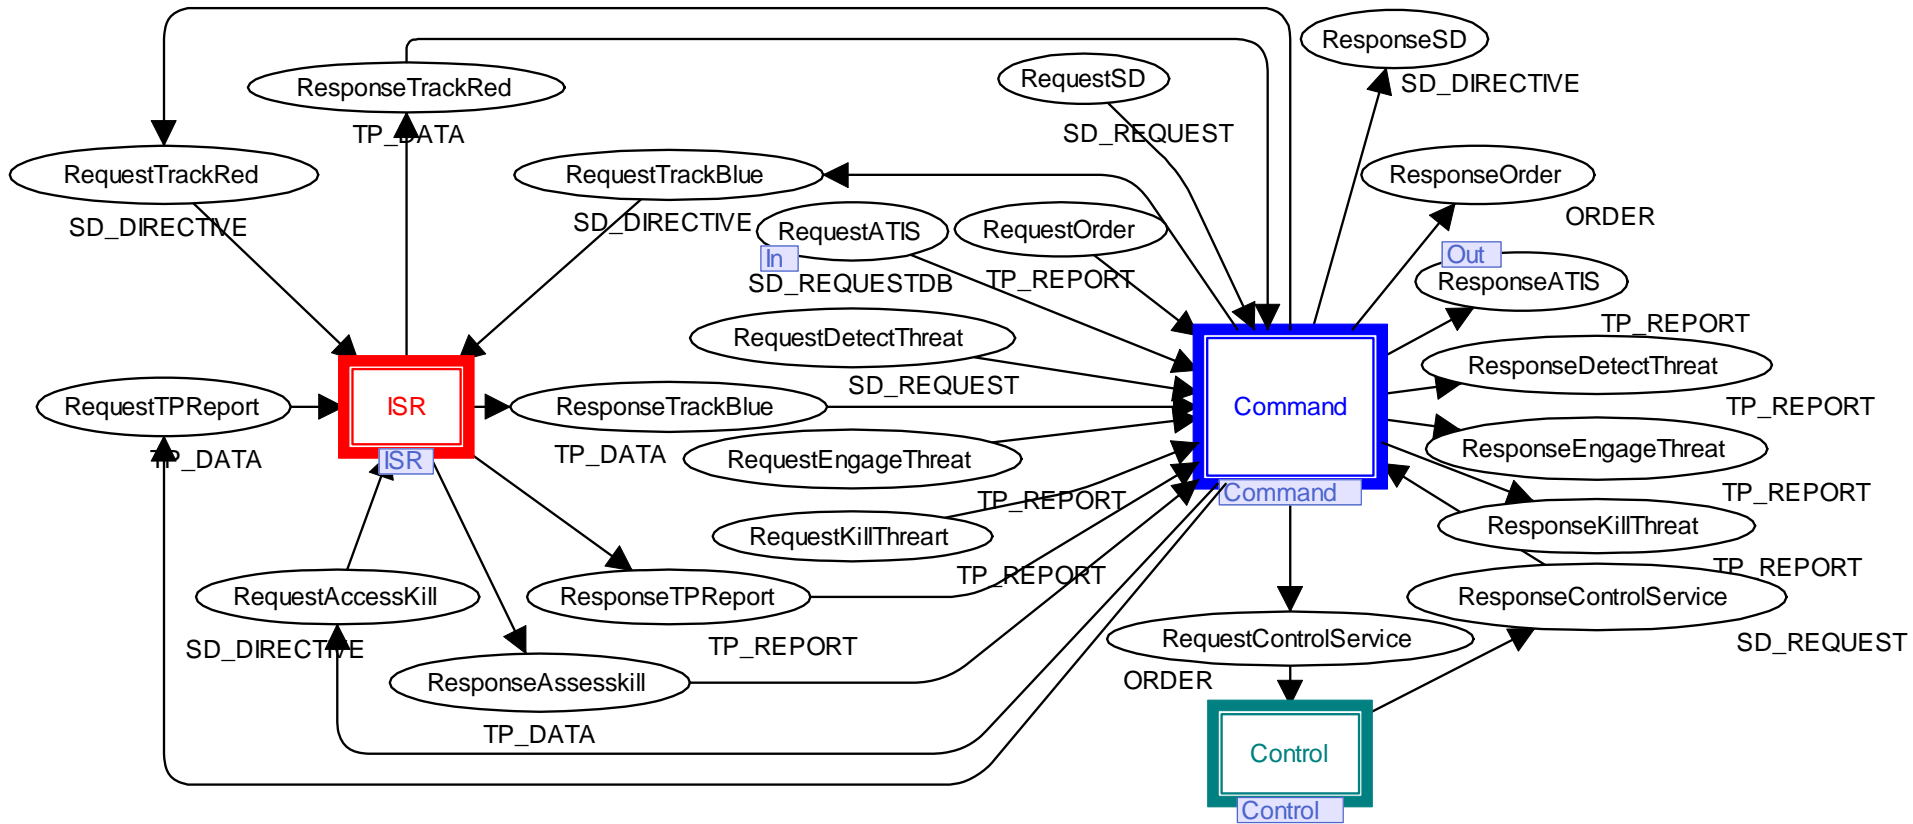 ResponseSD
SD_DIRECTIVE
ResponseTrackRed
TP_DATA
RequestSD
SD_REQUEST
RequestTrackRed
SD_DIRECTIVE
RequestTrackBlue
SD_DIRECTIVE
ResponseOrder
ORDER
RequestATIS
In
SD_REQUESTDB
RequestOrder
TP_REPORT
Out
ResponseATIS
TP_REPORT
RequestDetectThreat
SD_REQUEST
ResponseDetectThreat
TP_REPORT
RequestTPReport
TP_DATA
ISR
ISR
ResponseTrackBlue
TP_DATA
Command
Command
RequestEngageThreat
TP_REPORT
ResponseEngageThreat
TP_REPORT
RequestKillThreart
TP_REPORT
ResponseKillThreat
TP_REPORT
RequestAccessKill
SD_DIRECTIVE
ResponseTPReport
TP_REPORT
ResponseControlService
SD_REQUEST
RequestControlService
ORDER
ResponseAssesskill
TP_DATA
Control
Control